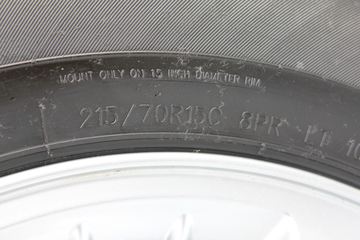 MOUNT ONLY ON 15 INCH DIAMETER RIM
215/70R15C 8PR